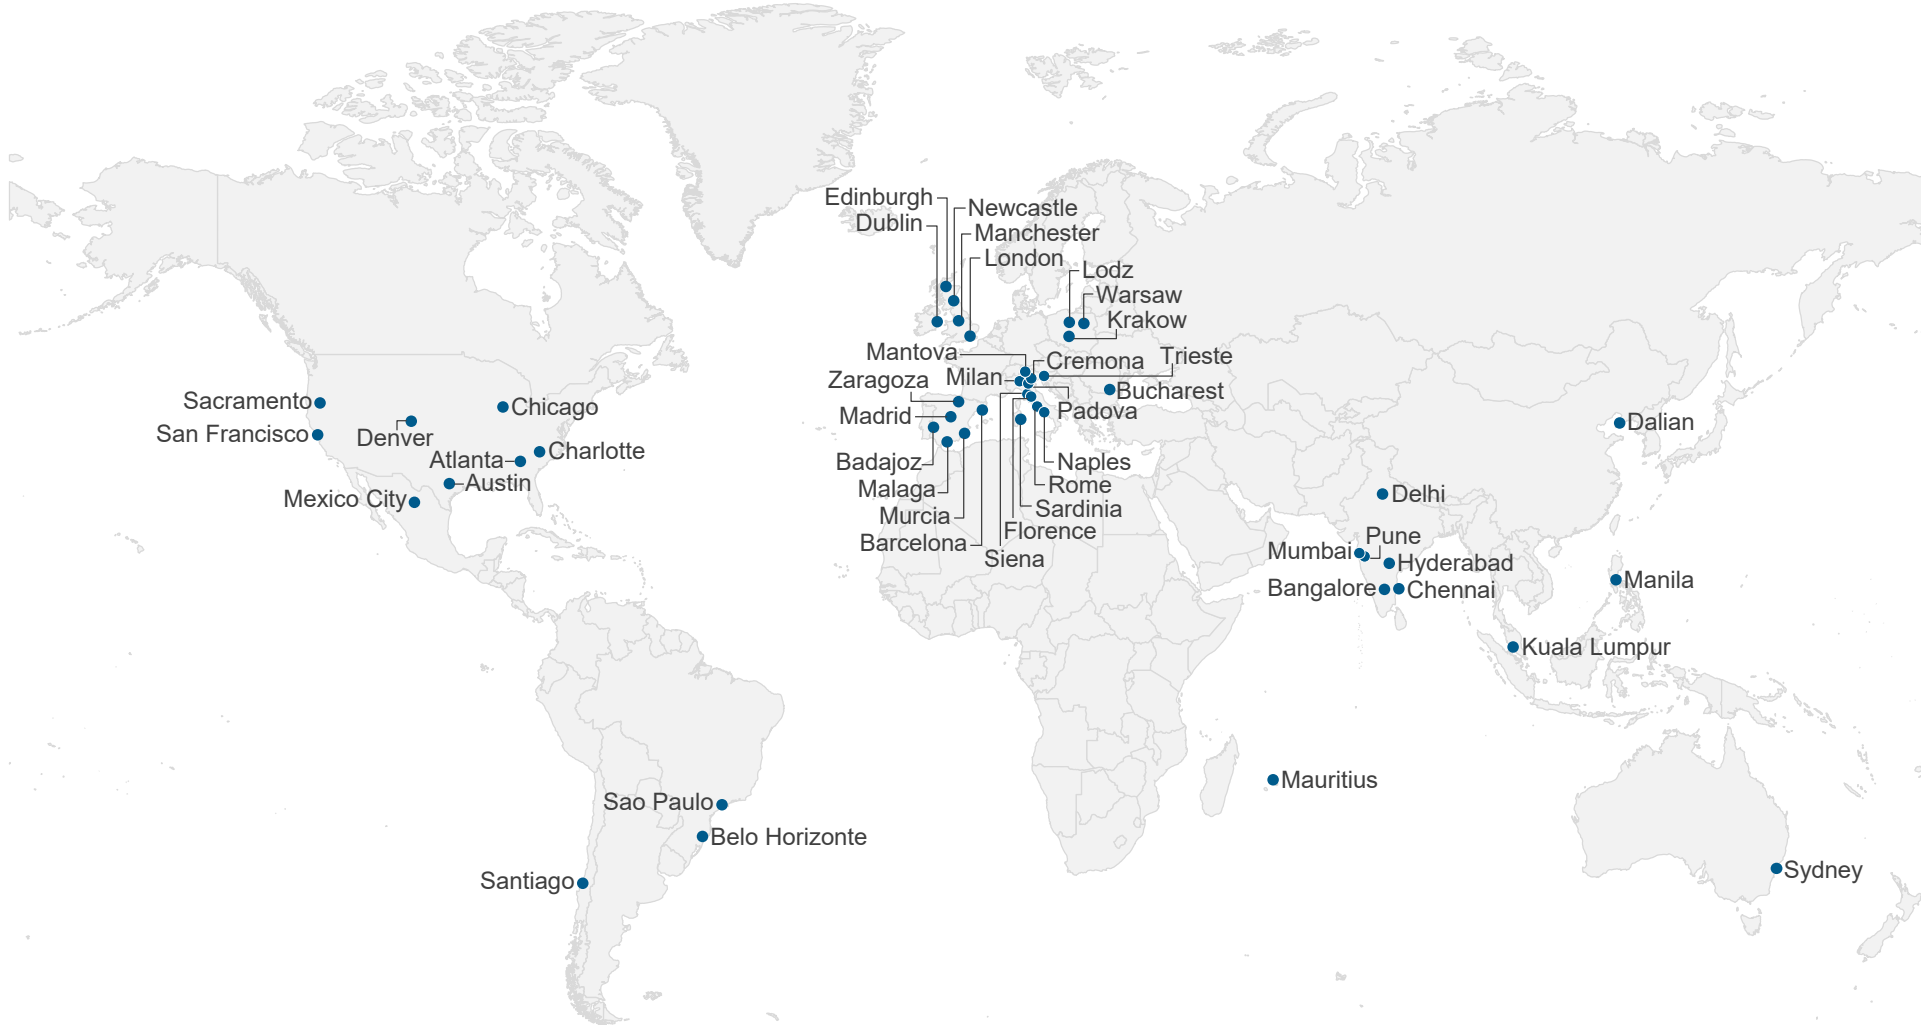 Edinburgh
Newcastle
Dublin
Manchester
London
Lodz
Warsaw
Krakow
Mantova
Cremona
Trieste
Milan
Zaragoza
Bucharest
Padova
Madrid
Sacramento
Chicago
San Francisco
Denver
Charlotte
Atlanta
Austin
Mexico City
Badajoz
Naples
Malaga
Rome
Murcia
Sardinia
Florence
Barcelona
Siena
Dalian
Delhi
Pune
Mumbai
Hyderabad
Bangalore
Chennai
Manila
Kuala Lumpur
Mauritius
Sao Paulo
Belo Horizonte
Santiago
Sydney